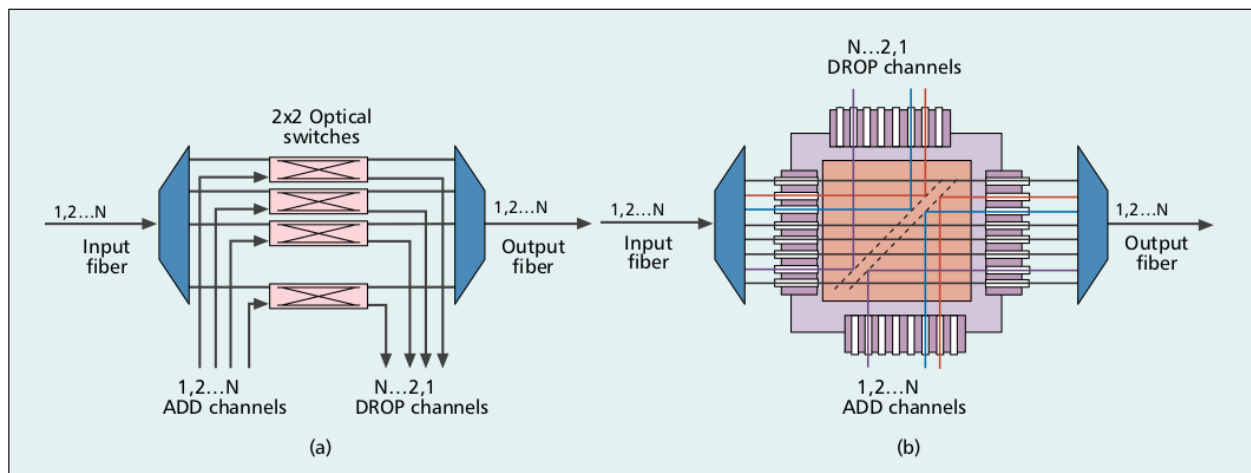 2x2 Optical
switches
1,2...N
Input
fiber
1,2...N
Output
fiber
1,2...N
ADD channels
N...2,1
DROP channels
(a)
N...2,1
DROP channels
1,2...N
Input
fiber
1,2...N
Output
fiber
1,2...N
ADD channels
(b)